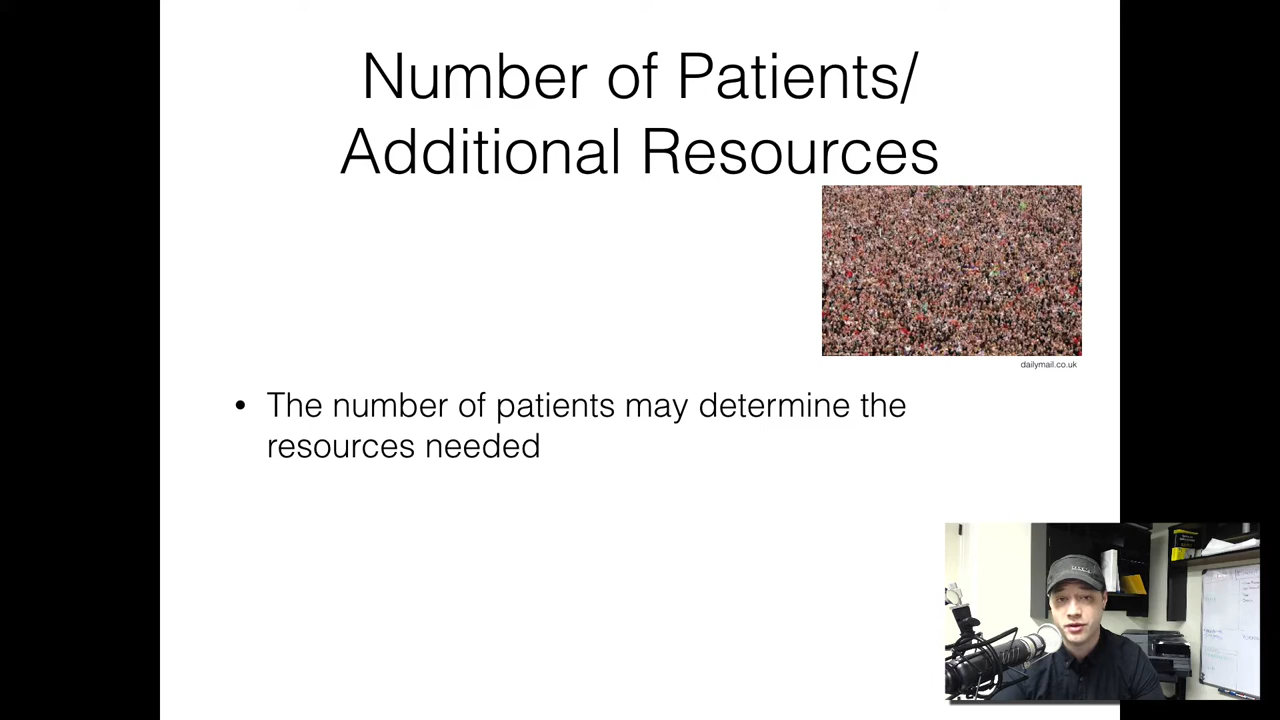 Number of Patients/
Additional Resources
dailymail.co.uk
• The number of patients may determine the
resources needed